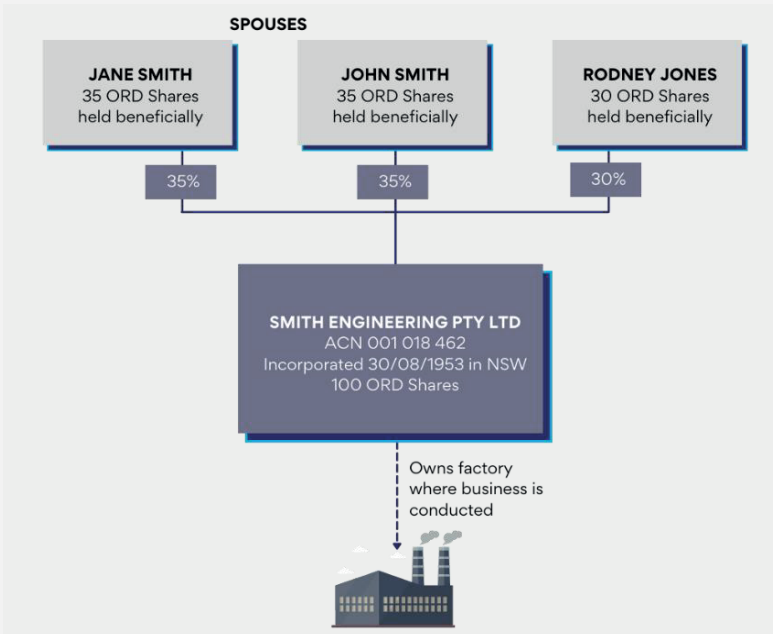 SPOUSES
JANE SMITH
35 ORD Shares
held beneficially
JOHN SMITH
35 ORD Shares
held beneficially
RODNEY JONES
30 ORD Shares
held beneficially
35%
35%
30%
SMITH ENGINEERING PTY LTD
ACN 001 018 462
Incorporated 30/08/1953 in NSW
100 ORD Shares
Owns factory
where business is
conducted